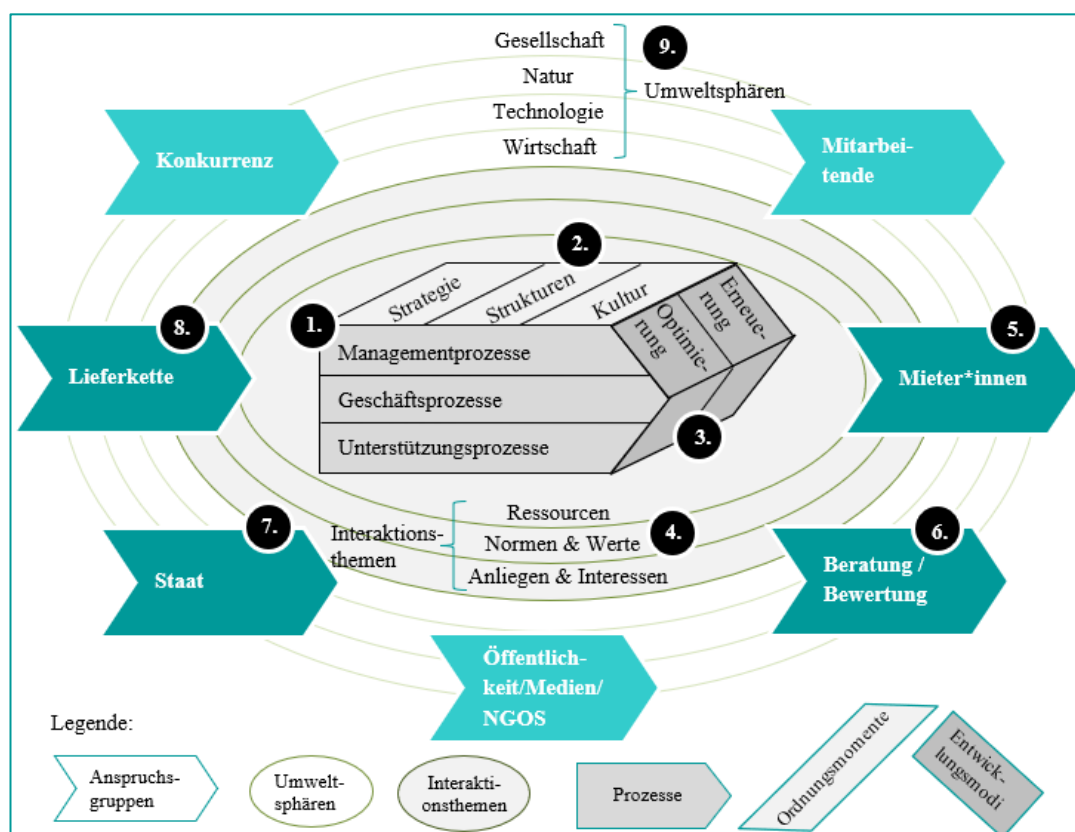 Gesellschaft
9.
Natur
Umweltsphären
Technologie
Wirtschaft
Konkurrenz
Mitarbei-
tende
2.
Strategie
Strukturen
Kultur
Optimie-
rung
Erneue-
rung
1.
Managementprozesse
Geschäftsprozesse
Unterstützungsprozesse
3.
8.
Lieferkette
5.
Mieter*innen
Interaktions-
themen
Ressourcen
Normen & Werte
Anliegen & Interessen
4.
7.
Staat
6.
Beratung /
Bewertung
Öffentlich-
keit/Medien/
NGOS
Legende:
Anspruchs-
gruppen
Umwelt-
sphären
Interakti-
onsthemen
Prozesse
Ordnungsmomente
Entwick-
lungsmodi